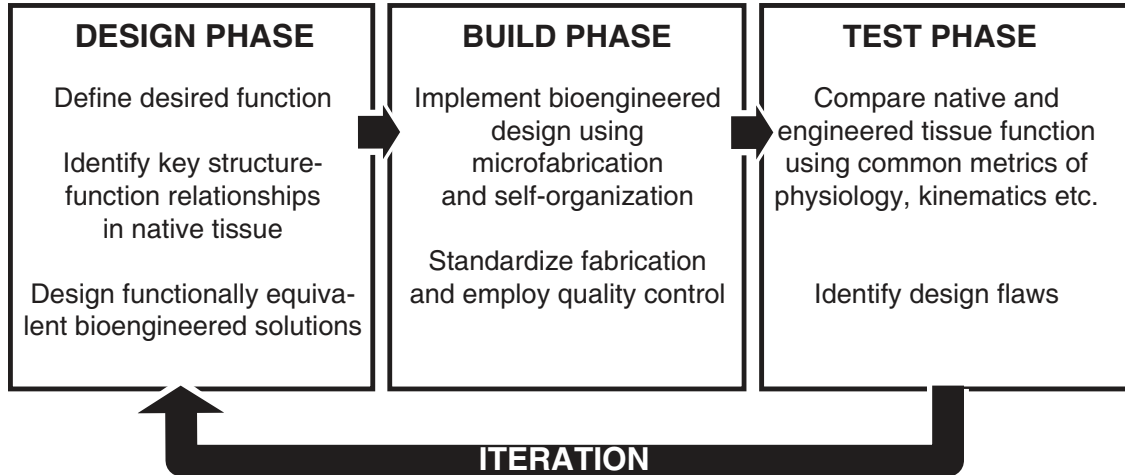 DESIGN PHASE
Define desired function
Identify key structure-
function relationships
in native tissue
Design functionally equiva-
lent bioengineered solutions
BUILD PHASE
Implement bioengineered
design using
microfabrication
and self-organization
Standardize fabrication
and employ quality control
TEST PHASE
Compare native and
engineered tissue function
using common metrics of
physiology, kinematics etc.
Identify design flaws
ITERATION